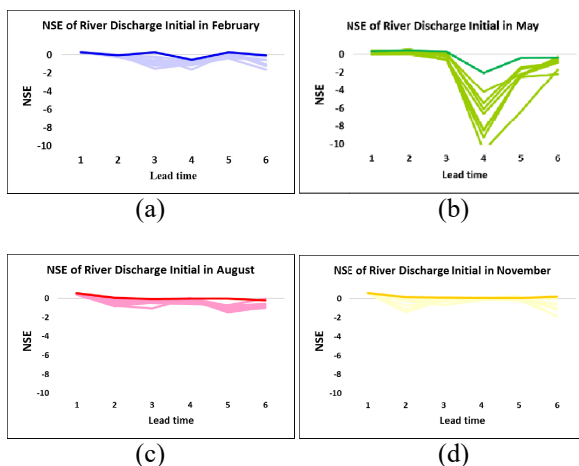 NSE of River Discharge Initial in February
2
0
-2
-4
-6
-8
-10
NSE
1 2 3 4 5 6
Lead time
(a)
NSE of River Discharge Initial in May
2
0
-2
-4
-6
-8
-10
NSE
1 2 3 4 5 6
Lead time
(b)
NSE of River Discharge Initial in August
2
0
-2
-4
-6
-8
-10
NSE
1 2 3 4 5 6
Lead time
(c)
NSE of River Discharge Initial in November
2
0
-2
-4
-6
-8
-10
NSE
1 2 3 4 5 6
Lead time
(d)